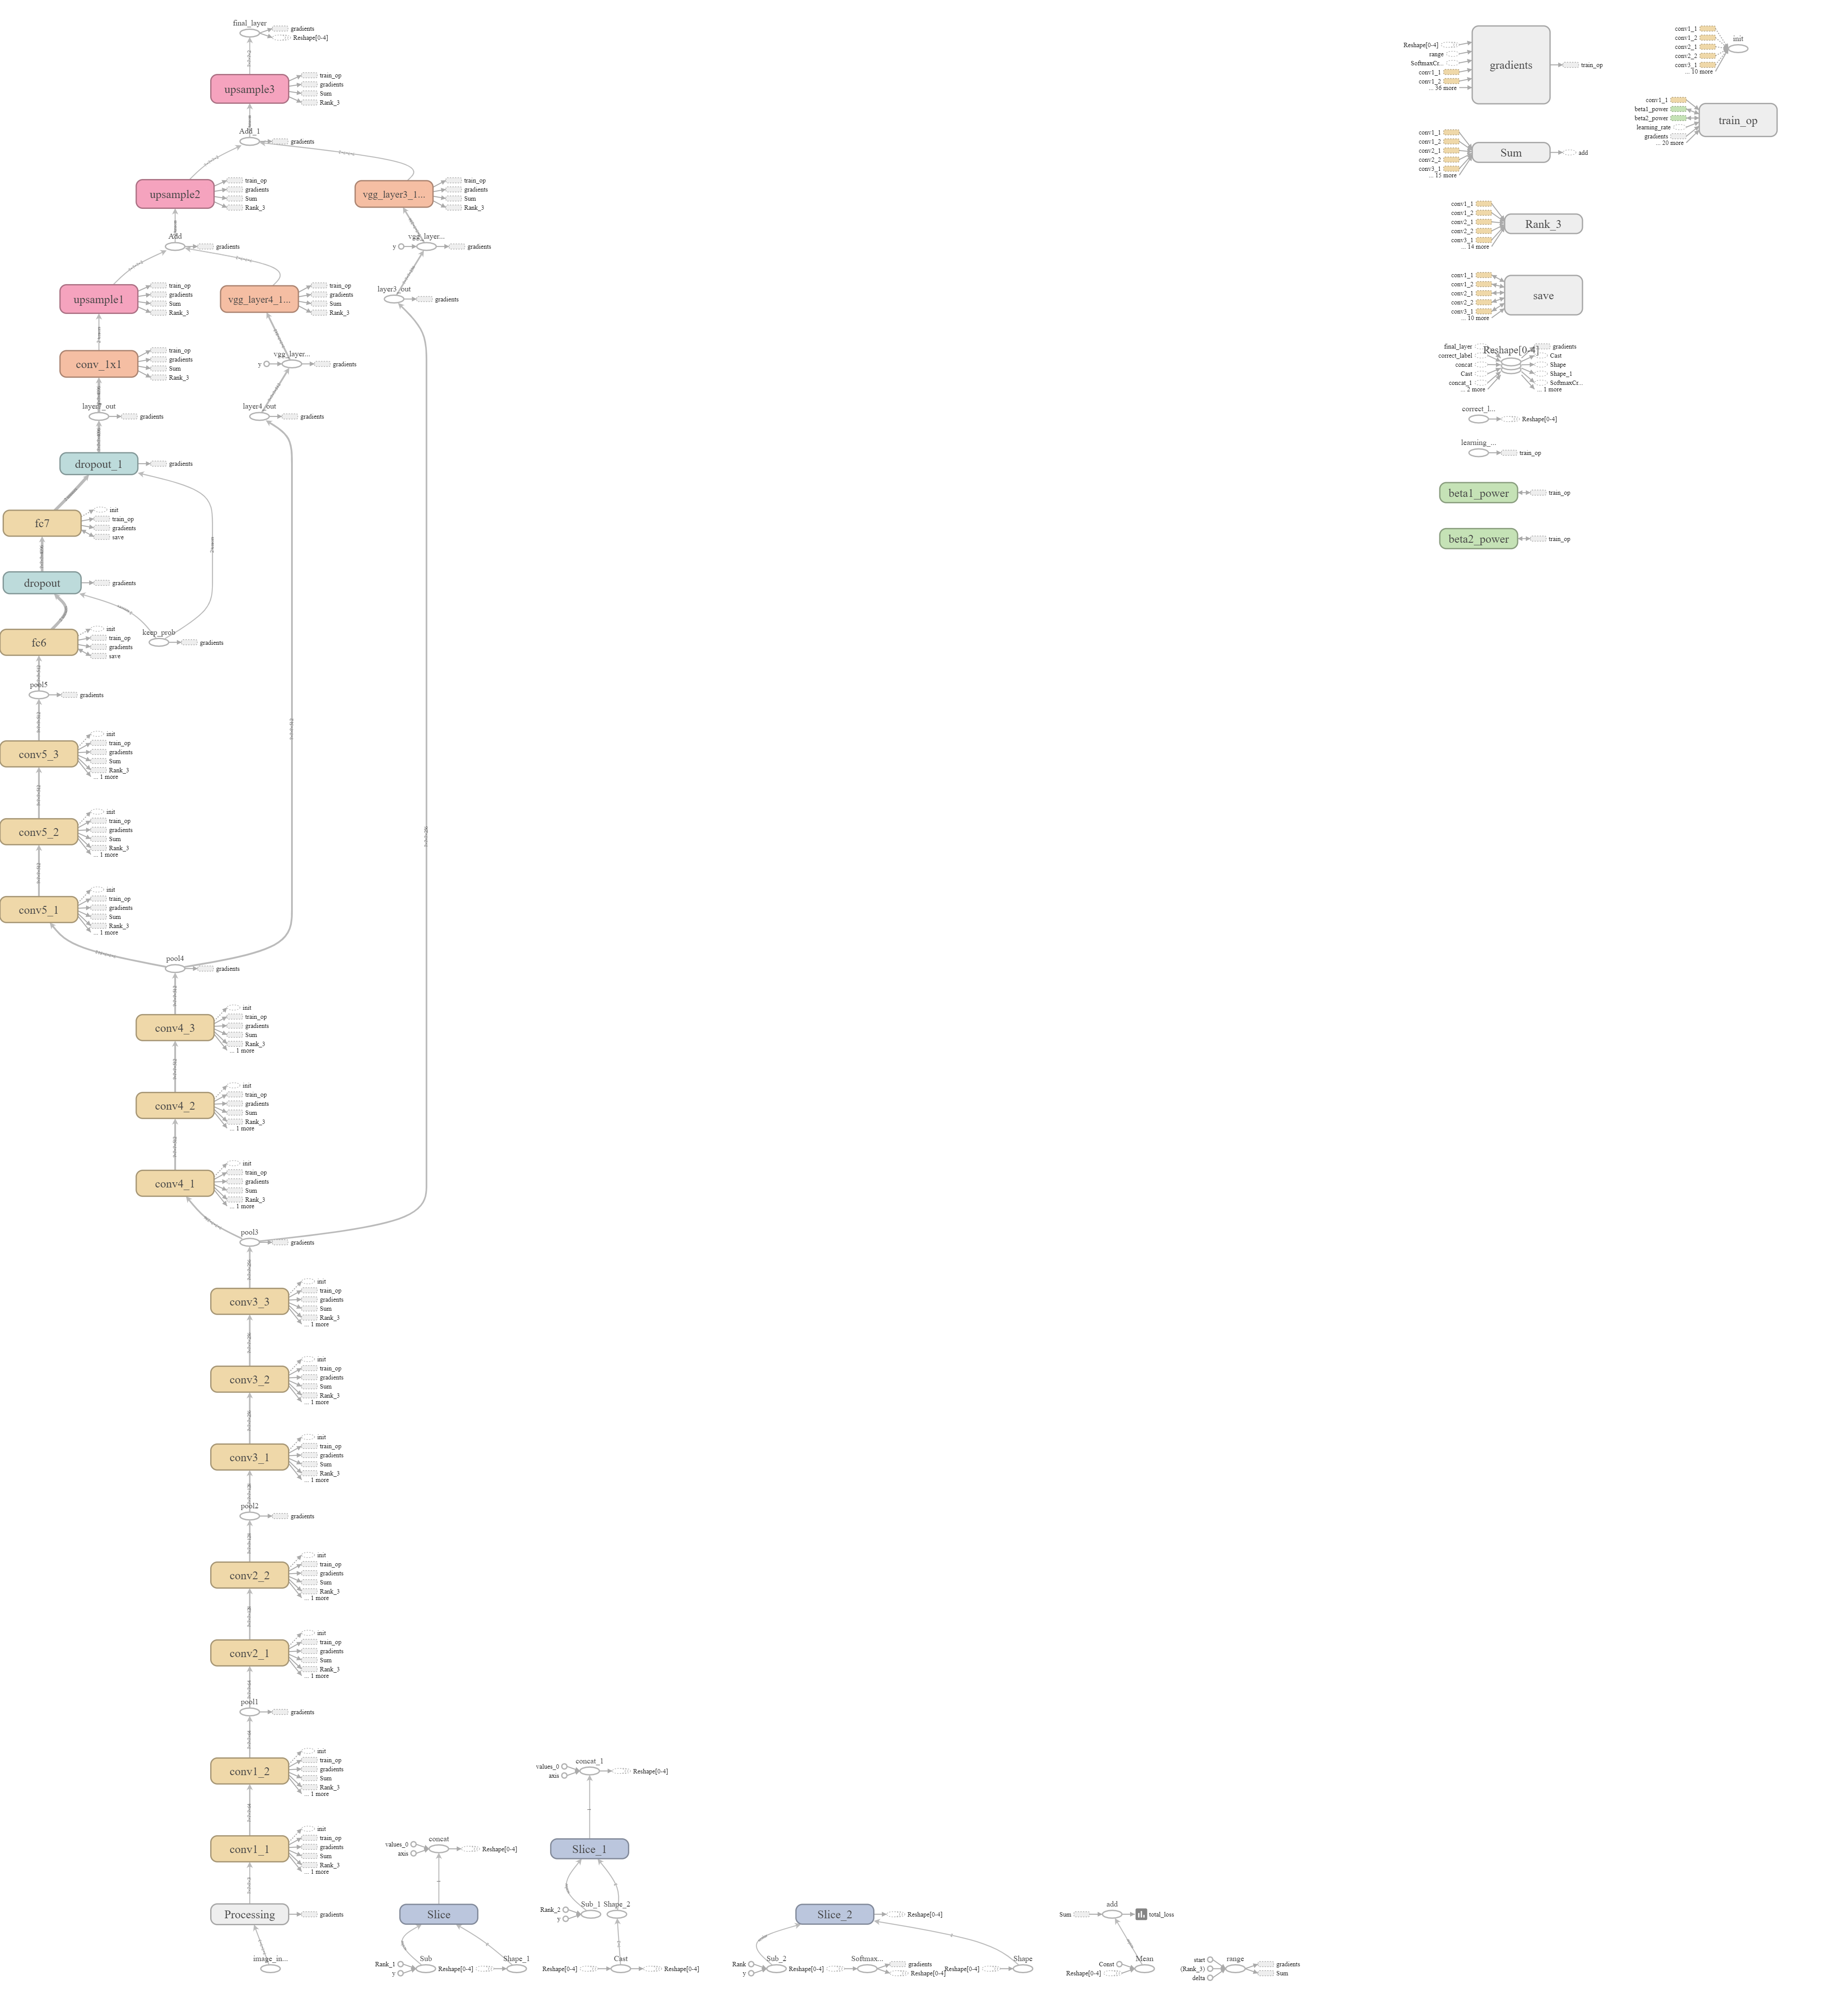 final_layer
gradients
Reshape[0-4]
upsample3
train_op
gradients
Sum
Rank_3
Add_1
gradients
upsample2
train_op
gradients
Sum
Rank_3
vgg_layer3_1...
train_op
gradients
Sum
Rank_3
Add
gradients
y
vgg_layer...
gradients
upsample1
train_op
gradients
Sum
Rank_3
vgg_layer4_1...
train_op
gradients
Sum
Rank_3
layer3_out
gradients
conv_1x1
train_op
gradients
Sum
Rank_3
y
vgg_layer...
gradients
layer7_out
gradients
layer4_out
gradients
dropout_1
gradients
fc7
init
train_op
gradients
save
dropout
gradients
fc6
init
train_op
gradients
save
keep_prob
gradients
pool5
gradients
conv5_3
init
train_op
gradients
Sum
Rank_3
... 1 more
conv5_2
init
train_op
gradients
Sum
Rank_3
... 1 more
conv5_1
init
train_op
gradients
Sum
Rank_3
... 1 more
pool4
gradients
conv4_3
init
train_op
gradients
Sum
Rank_3
... 1 more
conv4_2
init
train_op
gradients
Sum
Rank_3
... 1 more
conv4_1
init
train_op
gradients
Sum
Rank_3
... 1 more
pool3
gradients
conv3_3
init
train_op
gradients
Sum
Rank_3
... 1 more
conv3_2
init
train_op
gradients
Sum
Rank_3
... 1 more
conv3_1
init
train_op
gradients
Sum
Rank_3
... 1 more
pool2
gradients
conv2_2
init
train_op
gradients
Sum
Rank_3
... 1 more
conv2_1
init
train_op
gradients
Sum
Rank_3
... 1 more
pool1
gradients
conv1_2
init
train_op
gradients
Sum
Rank_3
... 1 more
conv1_1
init
train_op
gradients
Sum
Rank_3
... 1 more
Processing
gradients
image_in...
values_0
axis
concat
Reshape[0-4]
Slice
Rank_1
y
Sub
Reshape[0-4]
Shape_1
values_0
axis
concat_1
Reshape[0-4]
Slice_1
Rank_2
y
Sub_1
Shape_2
Reshape[0-4]
Cast
Reshape[0-4]
Slice_2
Reshape[0-4]
Rank
y
Sub_2
Reshape[0-4]
Softmax...
gradients
Reshape[0-4]
Reshape[0-4]
Shape
Sum
add
total_loss
Const
Reshape[0-4]
Mean
start
(Rank_3)
delta
range
gradients
Sum
Reshape[0-4]
range
SoftmaxCr...
conv1_1
conv1_2
... 36 more
gradients
train_op
conv1_1
conv1_2
conv2_1
conv2_2
conv3_1
... 15 more
Sum
add
conv1_1
conv1_2
conv2_1
conv2_2
conv3_1
... 14 more
Rank_3
conv1_1
conv1_2
conv2_1
conv2_2
conv3_1
... 10 more
save
final_layer
correct_label
concat
Cast
concat_1
... 2 more
Reshape[0-4]
gradients
Cast
Shape
Shape_1
SoftmaxCr...
... 1 more
correct_l...
Reshape[0-4]
learning_...
train_op
beta1_power
train_op
beta2_power
train_op
conv1_1
conv1_2
conv2_1
conv2_2
conv3_1
... 10 more
init
conv1_1
beta1_power
beta2_power
learning_rate
gradients
... 20 more
train_op